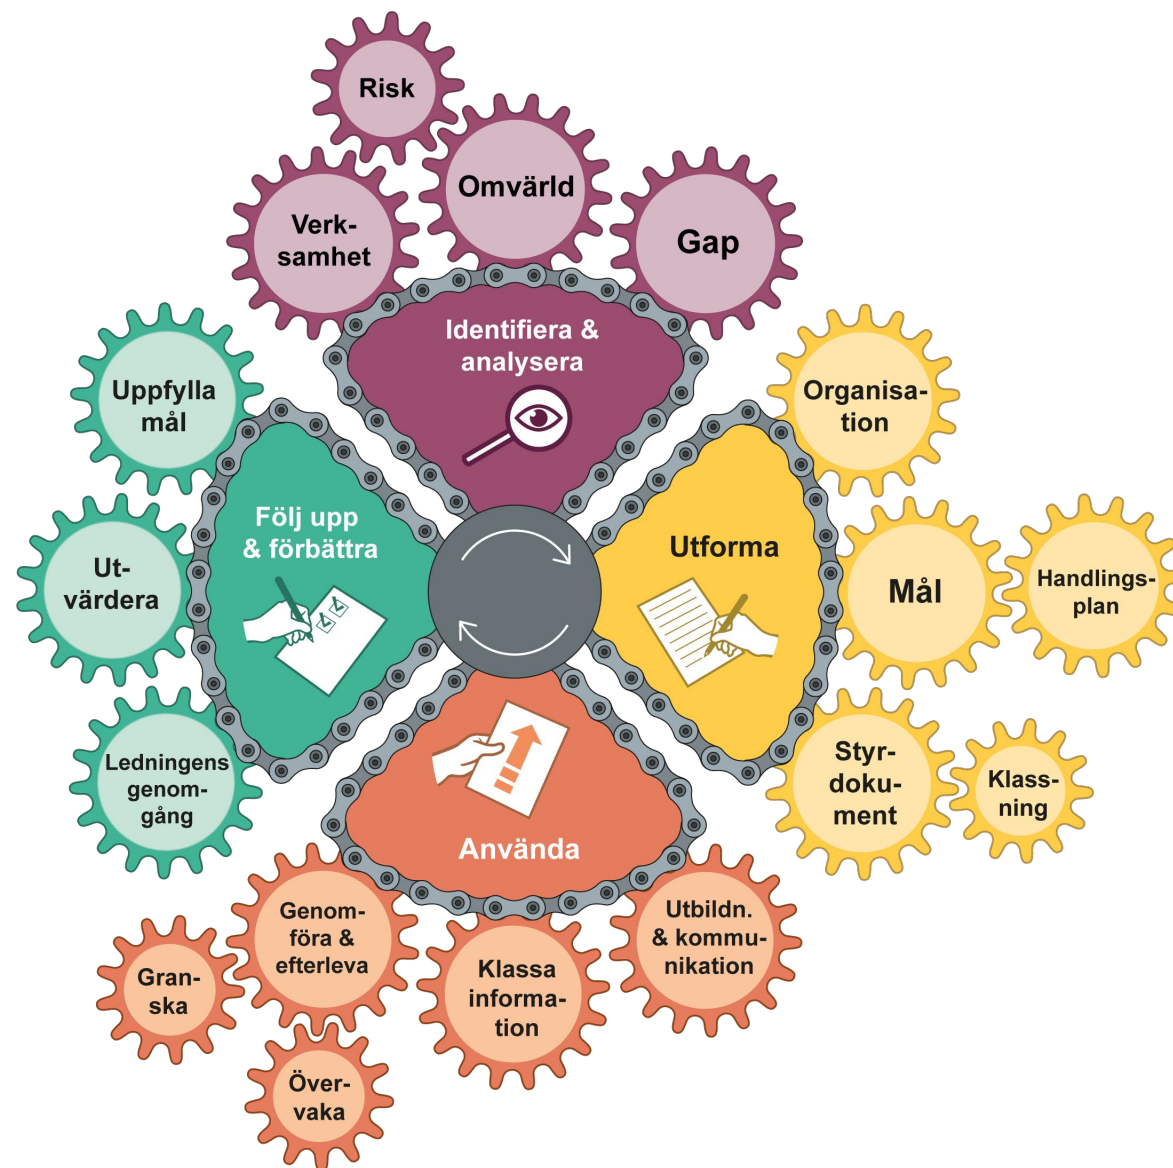 Risk
Omvärld
Verk-
samhet
Gap
Identifiera &
analysera
Uppfylla
mål
Organisa-
tion
Följ upp
& förbättra
Utforma
Ut-
värdera
Mål
Handlings-
plan
Ledningens
genom-
gång
Styr-
doku-
ment
Klass-
ning
Använda
Genom-
föra &
efterleva
Utbildn.
& kommu-
nikation
Klassa
informa-
tion
Gran-
ska
Över-
vaka